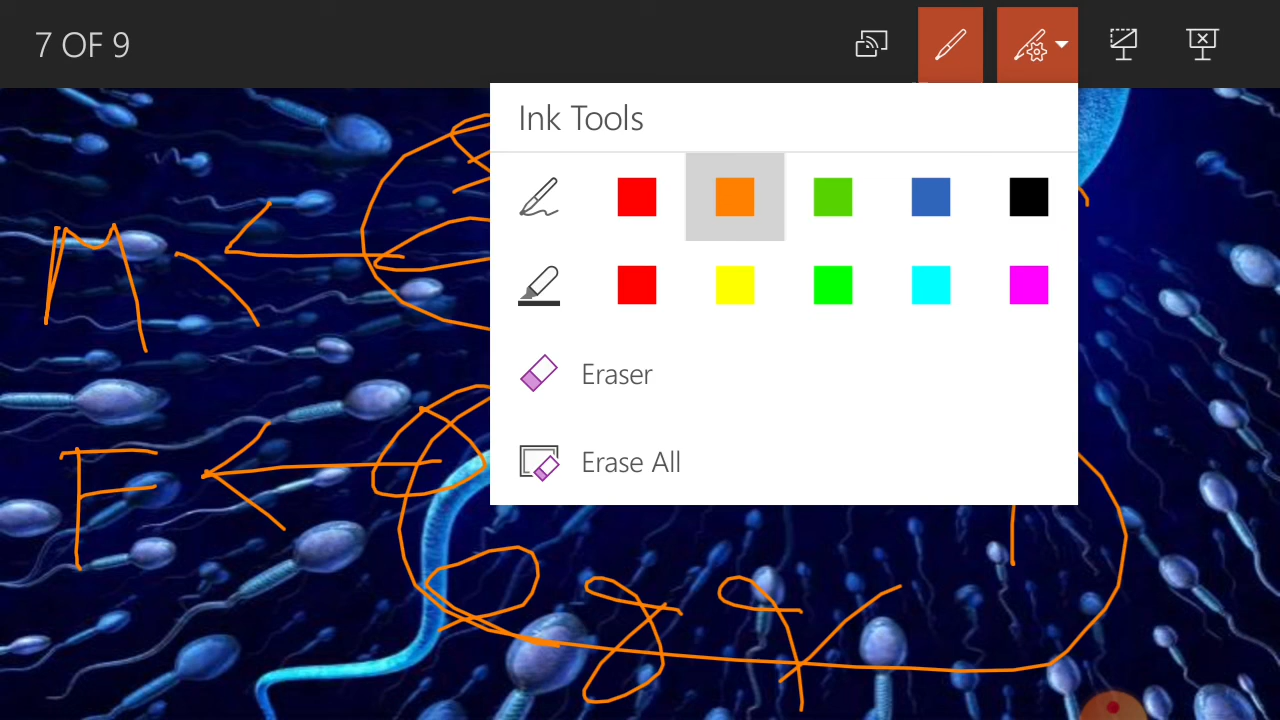 7 OF 9
Ink Tools
Eraser
Erase All
M
F